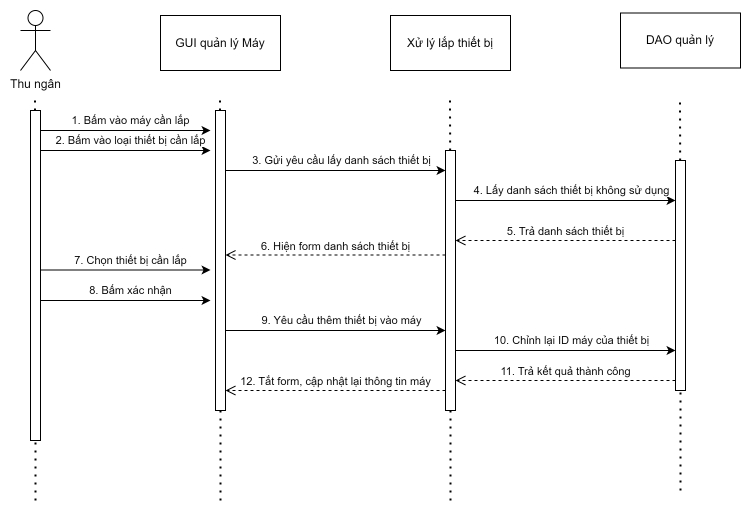 GUI quản lý Máy
Xử lý lắp thiết bị
DAO quản lý
Thu ngân
1. Bấm vào máy cần lắp
2. Bấm vào loại thiết bị cần lắp
3. Gửi yêu cầu lấy danh sách thiết bị
4. Lấy danh sách thiết bị không sử dụng
5. Trả danh sách thiết bị
6. Hiện form danh sách thiết bị
7. Chọn thiết bị cần lắp
8. Bấm xác nhận
9. Yêu cầu thêm thiết bị vào máy
10. Chỉnh lại ID máy của thiết bị
11. Trả kết quả thành công
12. Tắt form, cập nhật lại thông tin máy